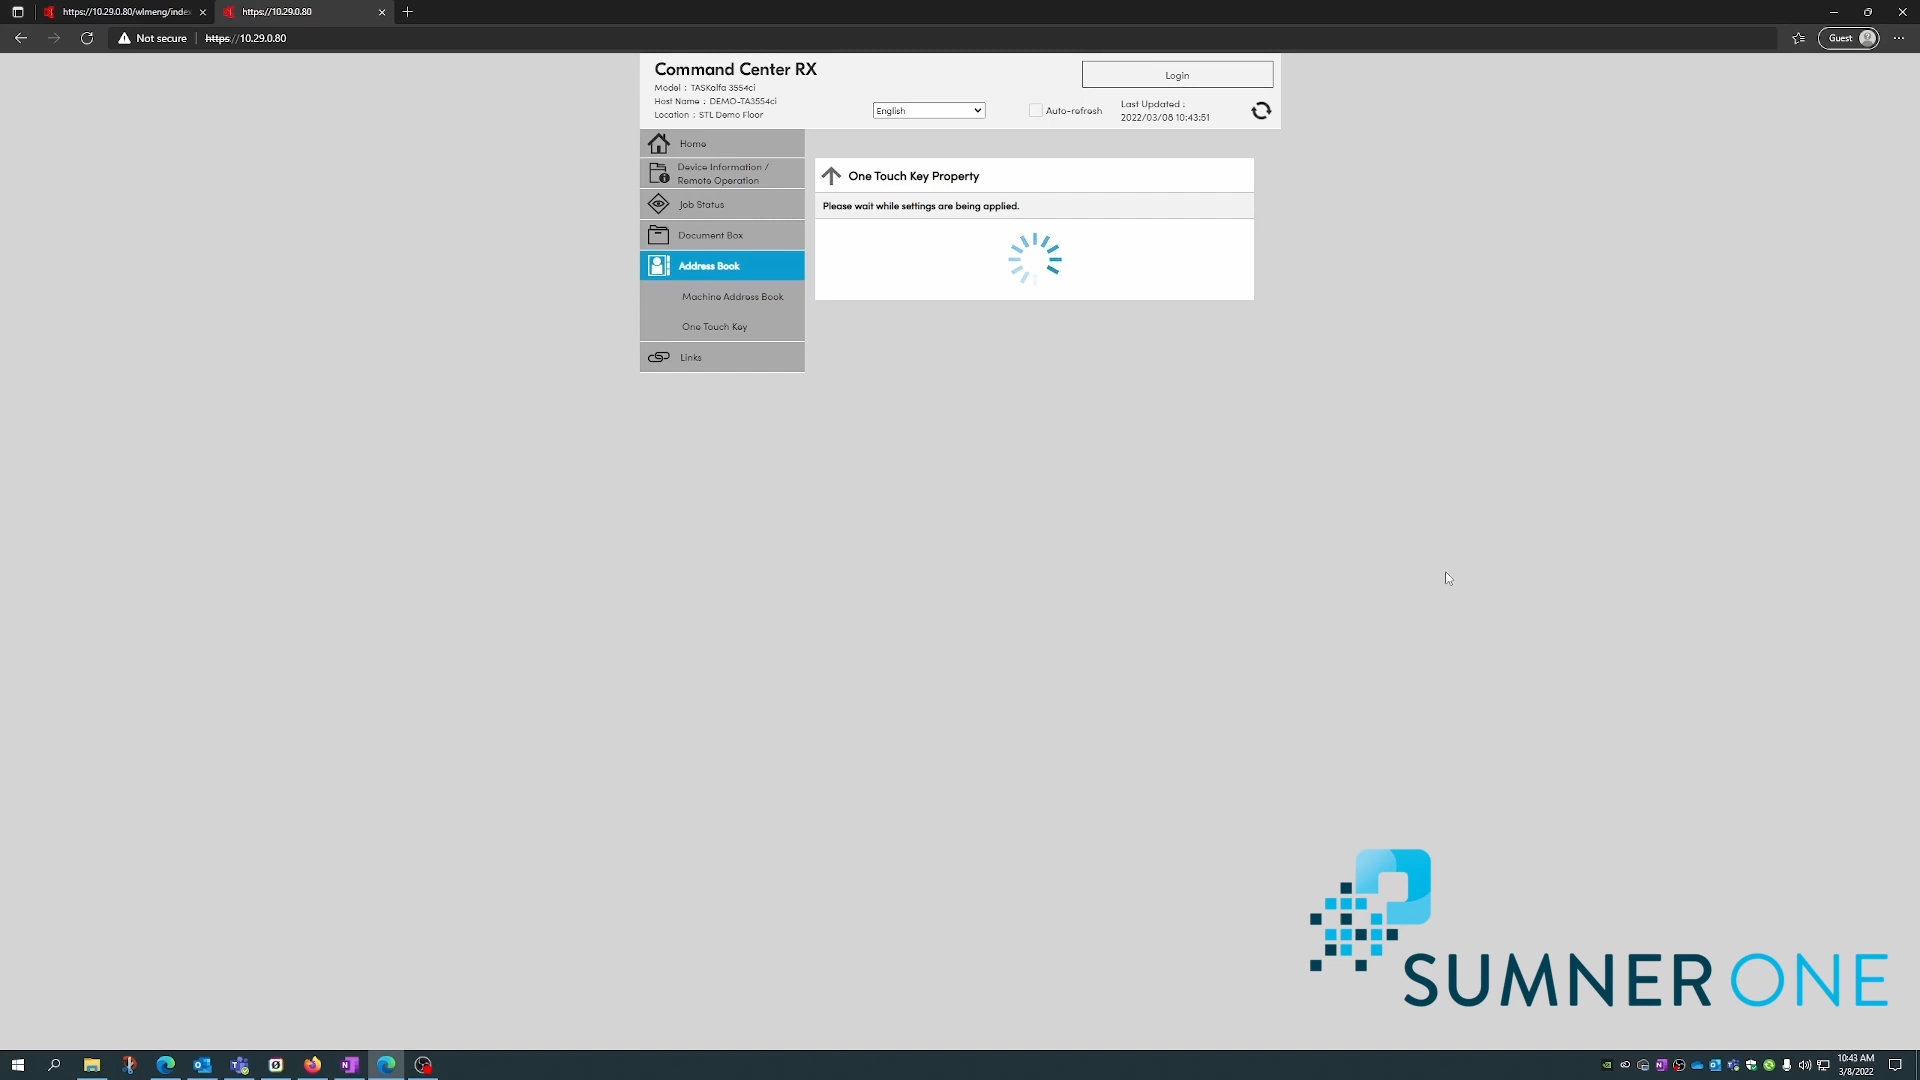 https://10.29.0.80/wlmeng/index
https://10.29.0.80
Not secure
https://10.29.0.80
Guest
Command Center RX
Model : TASKalfa 3554ci
Host Name : DEMO-TA3554ci
Location : STL Demo Floor
English
Auto-refresh
Login
Last Updated :
2022/03/08 10:43:51
Home
Device Information /
Remote Operation
Job Status
Document Box
Address Book
Machine Address Book
One Touch Key
Links
One Touch Key Property
Please wait while settings are being applied.
SUMNERONE
10:43 AM
3/8/2022